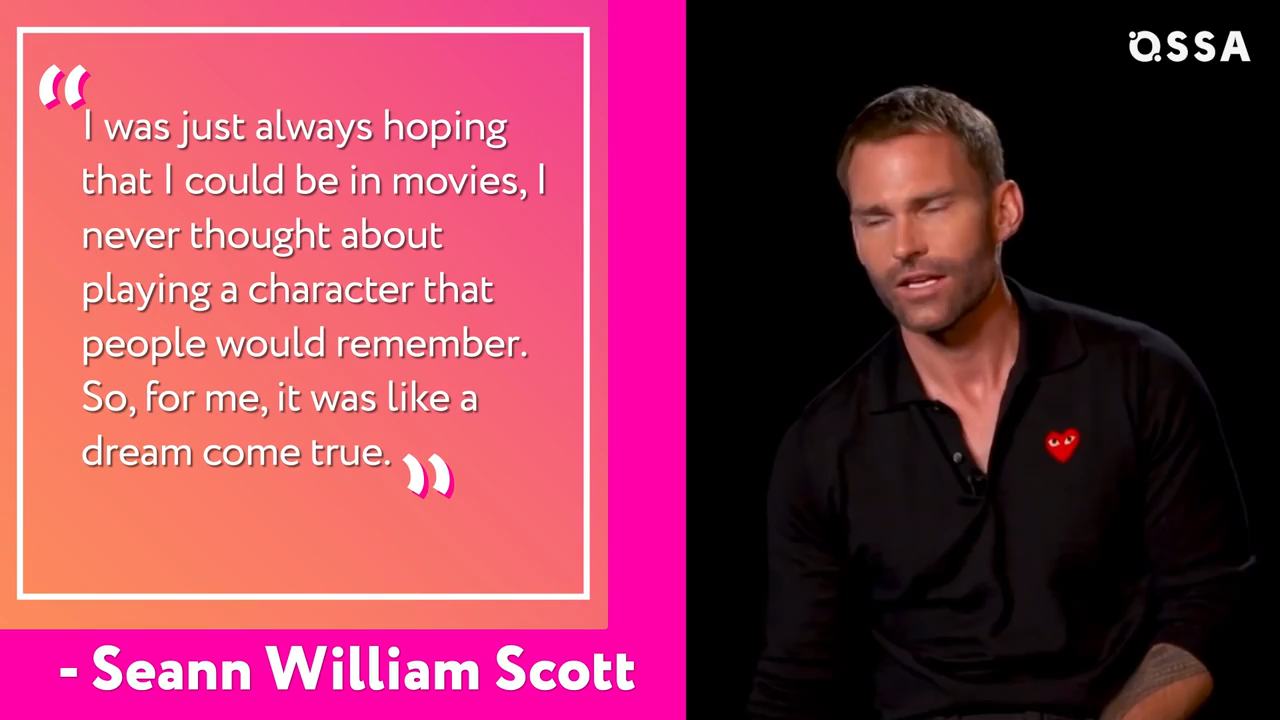 “I was just always hoping
that I could be in movies, I
never thought about
playing a character that
people would remember.
So, for me, it was like a
dream come true.”
- Seann William Scott
OSSA